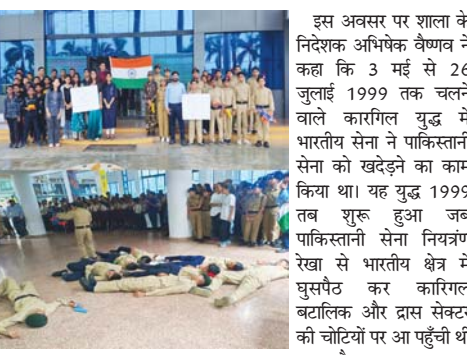 इस अवसर पर शाला के
निदेशक अभिषेक वैष्णव ने
कहा कि 3 मई से 26
जुलाई 1999 तक चलने
वाले कारगिल युद्ध में
भारतीय सेना ने पाकिस्तानी
सेना को खदेड़ने का काम
किया था। यह युद्ध 1999
तब शुरू हुआ जब
पाकिस्तानी सेना नियंत्रण
रेखा से भारतीय क्षेत्र में
घुसपैठ कर कारिगल
बटालिक और द्रास सेक्टर
की चोटियों पर आ पहुँची थी